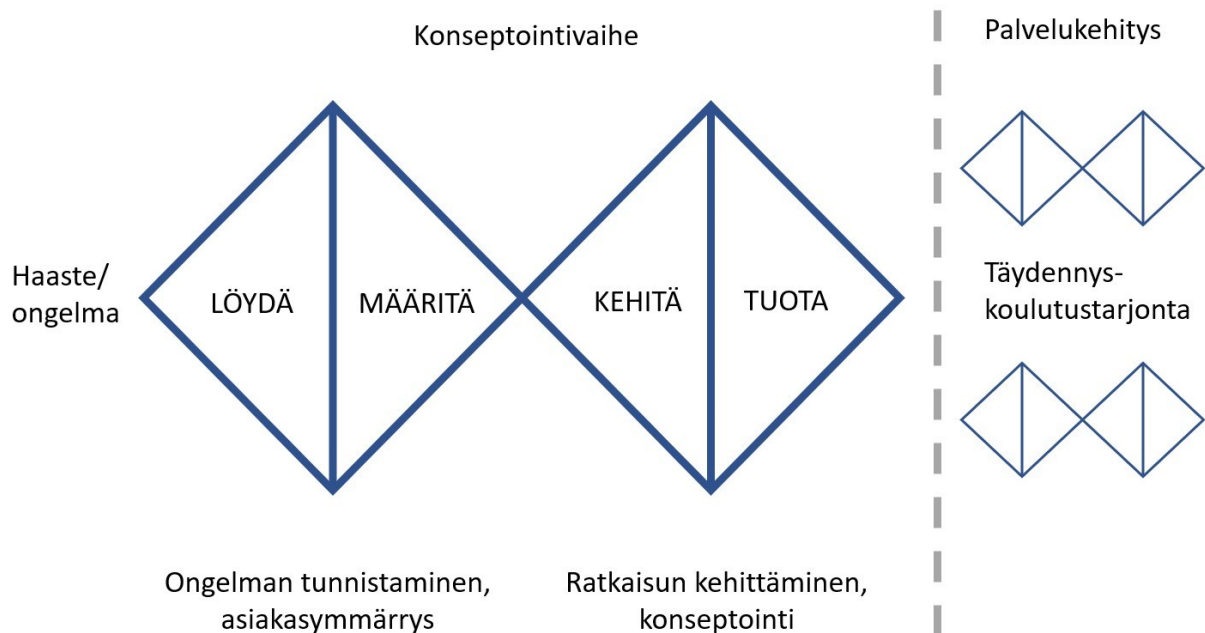 Konseptointivaihe
Palvelukehitys
Haaste/
ongelma
LÖYDÄ
MÄÄRITÄ
KEHITÄ
TUOTA
Täydennys-
koulutustarjonta
Ongelman tunnistaminen,
asiakasymmärrys
Ratkaisun kehittäminen,
konseptointi